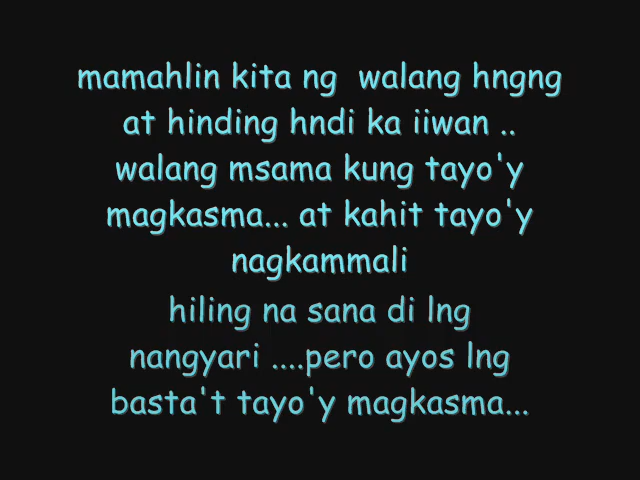 mamahlin kita ng  walang hngng
at hinding hndi ka iiwan ..
walang msama kung tayo'y
magkasma... at kahit tayo'y
nagkammali
hiling na sana di lng
nangyari ....pero ayos lng
basta't tayo'y magkasma...